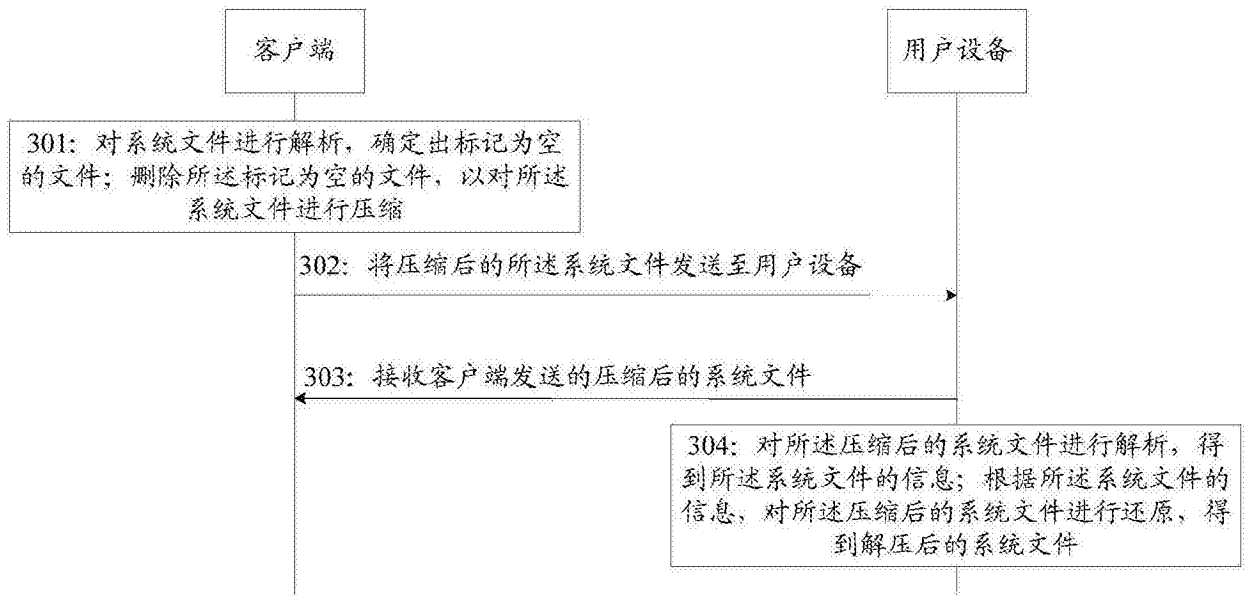 客户端
用户设备
301：对系统文件进行解析，确定出标记为空
的文件；删除所述标记为空的文件，以对所述
系统文件进行压缩
302：将压缩后的所述系统文件发送至用户设备
303：接收客户端发送的压缩后的系统文件
304：对所述压缩后的系统文件进行解析，得
到所述系统文件的信息；根据所述系统文件的
信息，对所述压缩后的系统文件进行还原，得
到解压后的系统文件